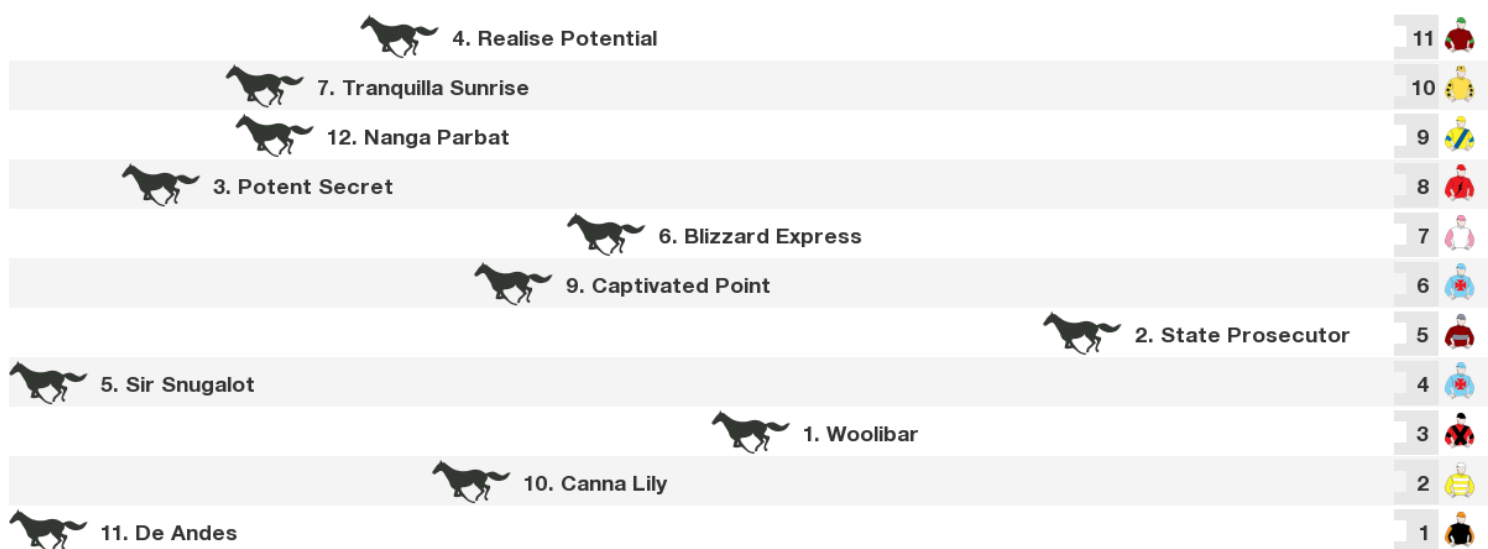 4. Realise Potential 11
7. Tranquilla Sunrise 10
12. Nanga Parbat 9
3. Potent Secret 8
6. Blizzard Express 7
9. Captivated Point 6
2. State Prosecutor 5
5. Sir Snugalot 4
1. Woolibar 3
10. Canna Lily 2
11. De Andes 1